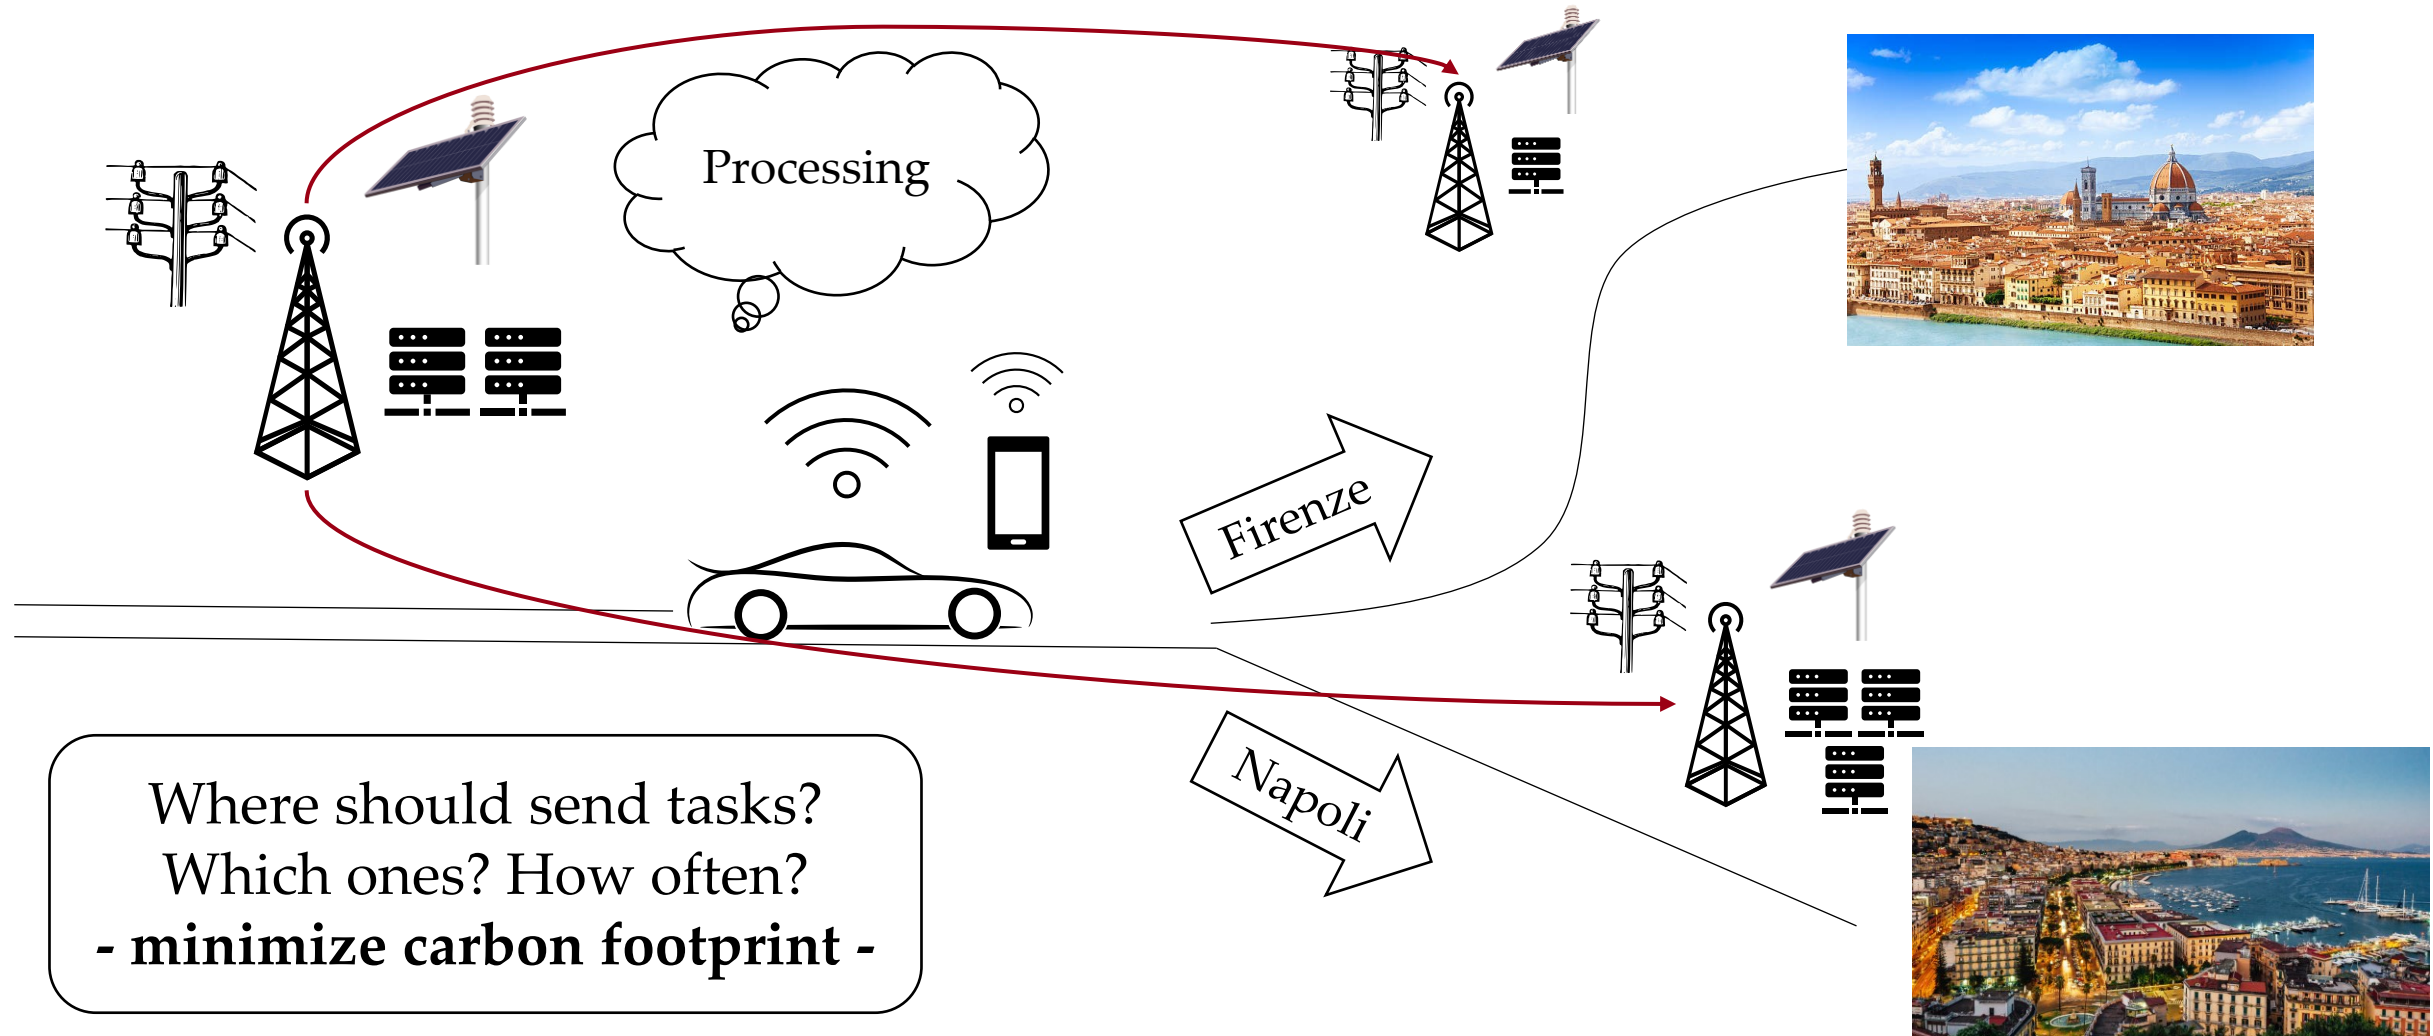 Processing
Firenze
Napoli
Where should send tasks?
Which ones? How often?
- minimize carbon footprint -